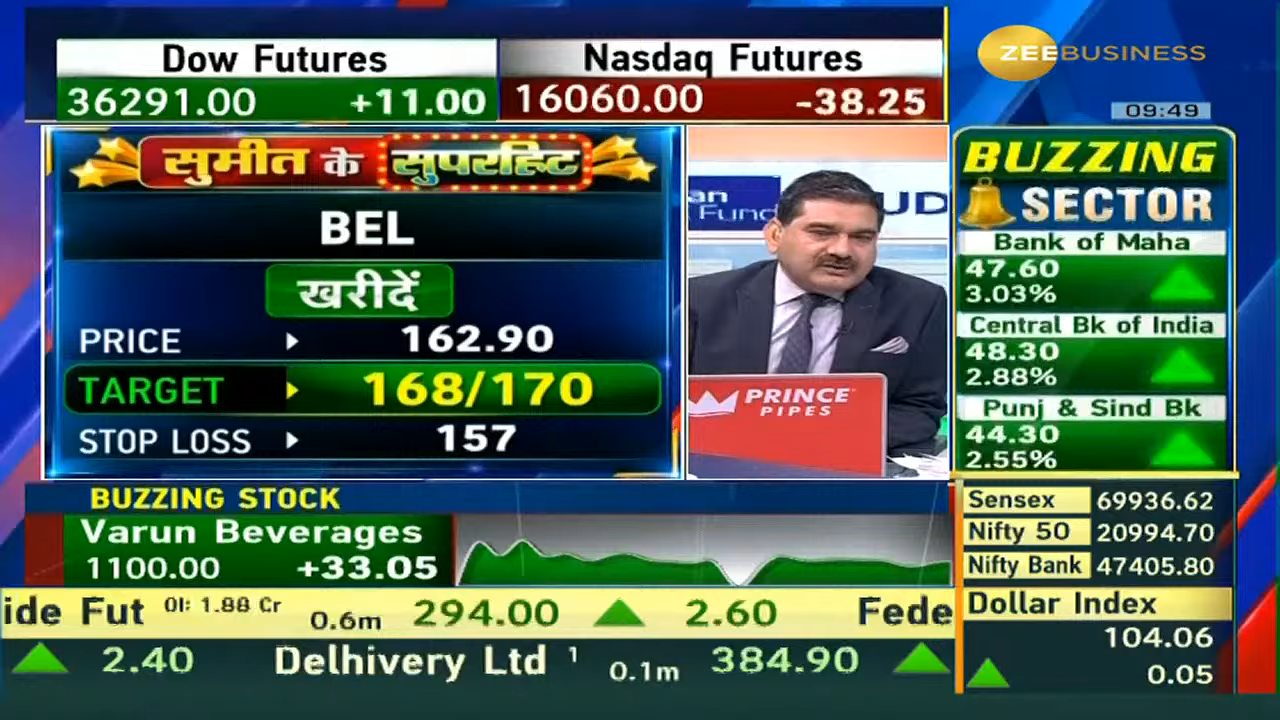 Dow Futures
36291.00 +11.00
Nasdaq Futures
16060.00 -38.25
ZEEBUSINESS
09:49
सुमीत के सुपरहिट
BEL
खरीदें
PRICE 162.90
TARGET 168/170
STOP LOSS 157
an
Fund
UD
PRINCE
PIPES
BUZZING
SECTOR
Bank of Maha
47.60
3.03%
Central Bk of India
48.30
2.88%
Punj & Sind Bk
44.30
2.55%
BUZZING STOCK
Varun Beverages
1100.00 +33.05
Sensex 69936.62
Nifty 50 20994.70
Nifty Bank 47405.80
Dollar Index
104.06
0.05
ide Fut OI: 1.88 Cr 0.6m 294.00 2.60 Fede
2.40 Delhivery Ltd 1 0.1m 384.90